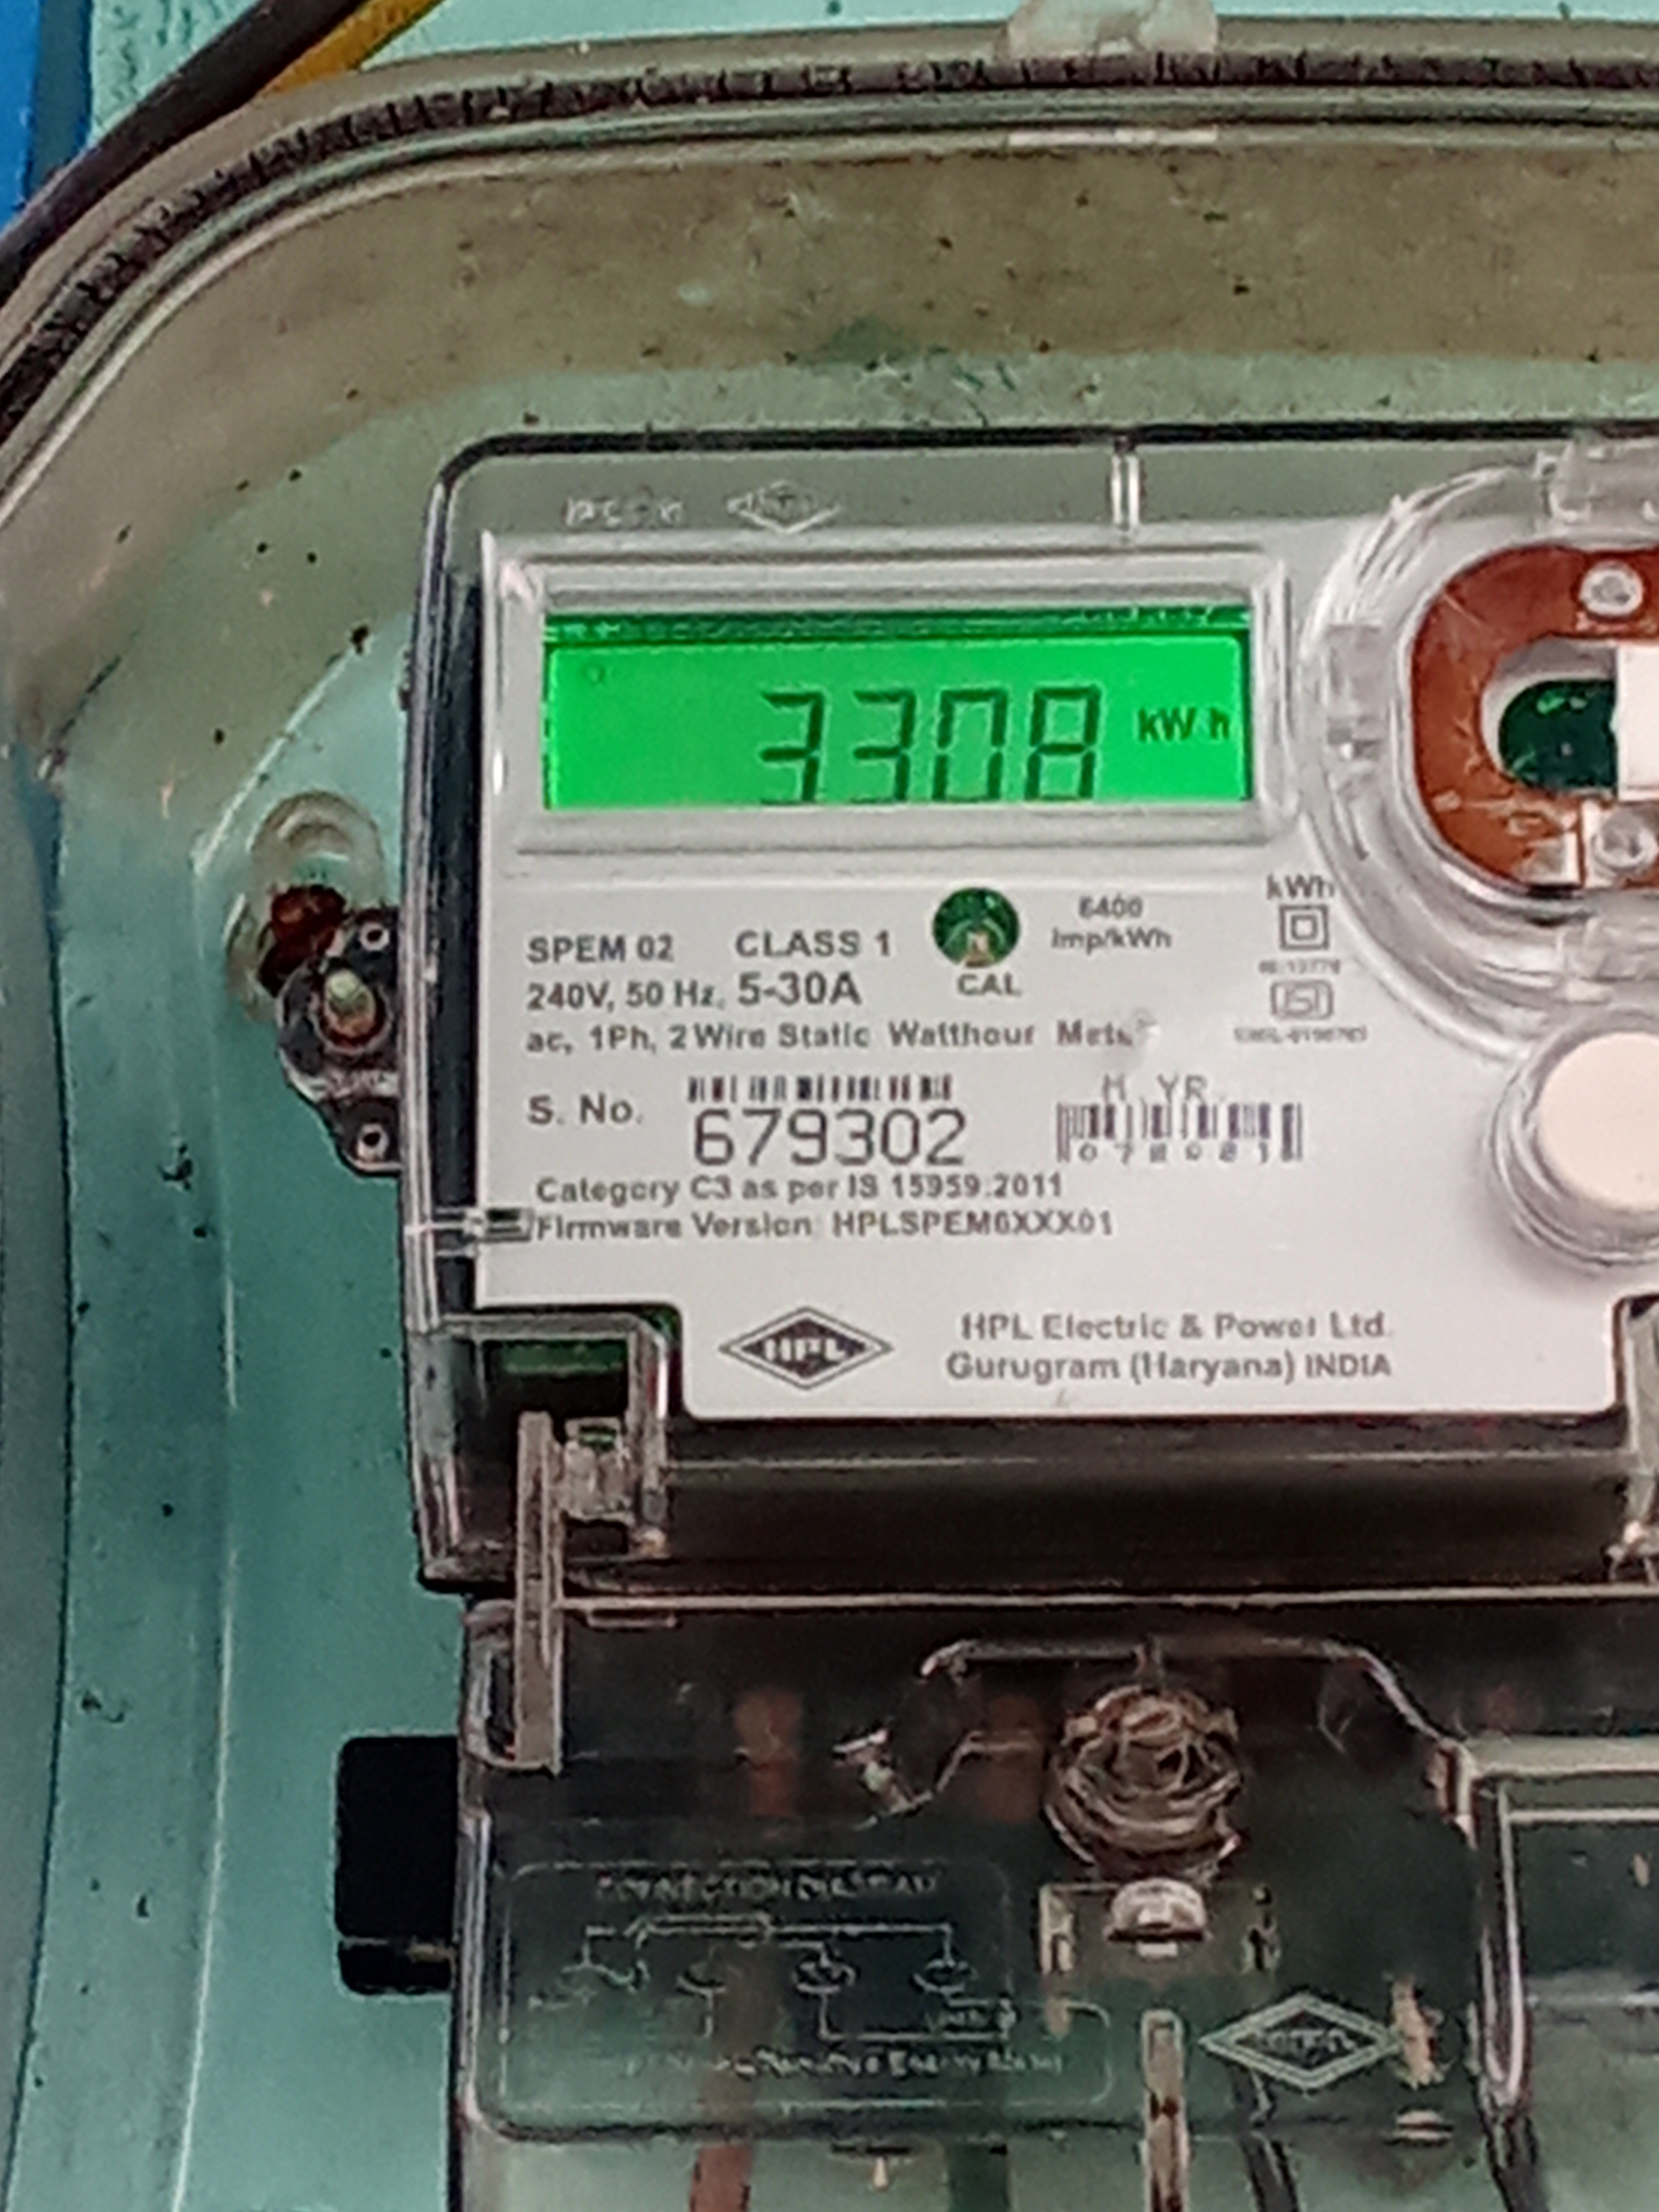 3308 kWh
6400
SPEM 02 CLASS 1
imp/kWh
kWh
240V, 50 Hz, 5-30A
CAL
ac, 1Ph, 2 Wire Static Watthour
S. No. 679302
M. YR.
Category C3 as per IS 15959:2011
Firmware Version: HPLSPEM6XXX01
HPL
HPL Electric & Power Ltd.
Gurugram (Haryana) INDIA
CONNECTION DIAGRAM